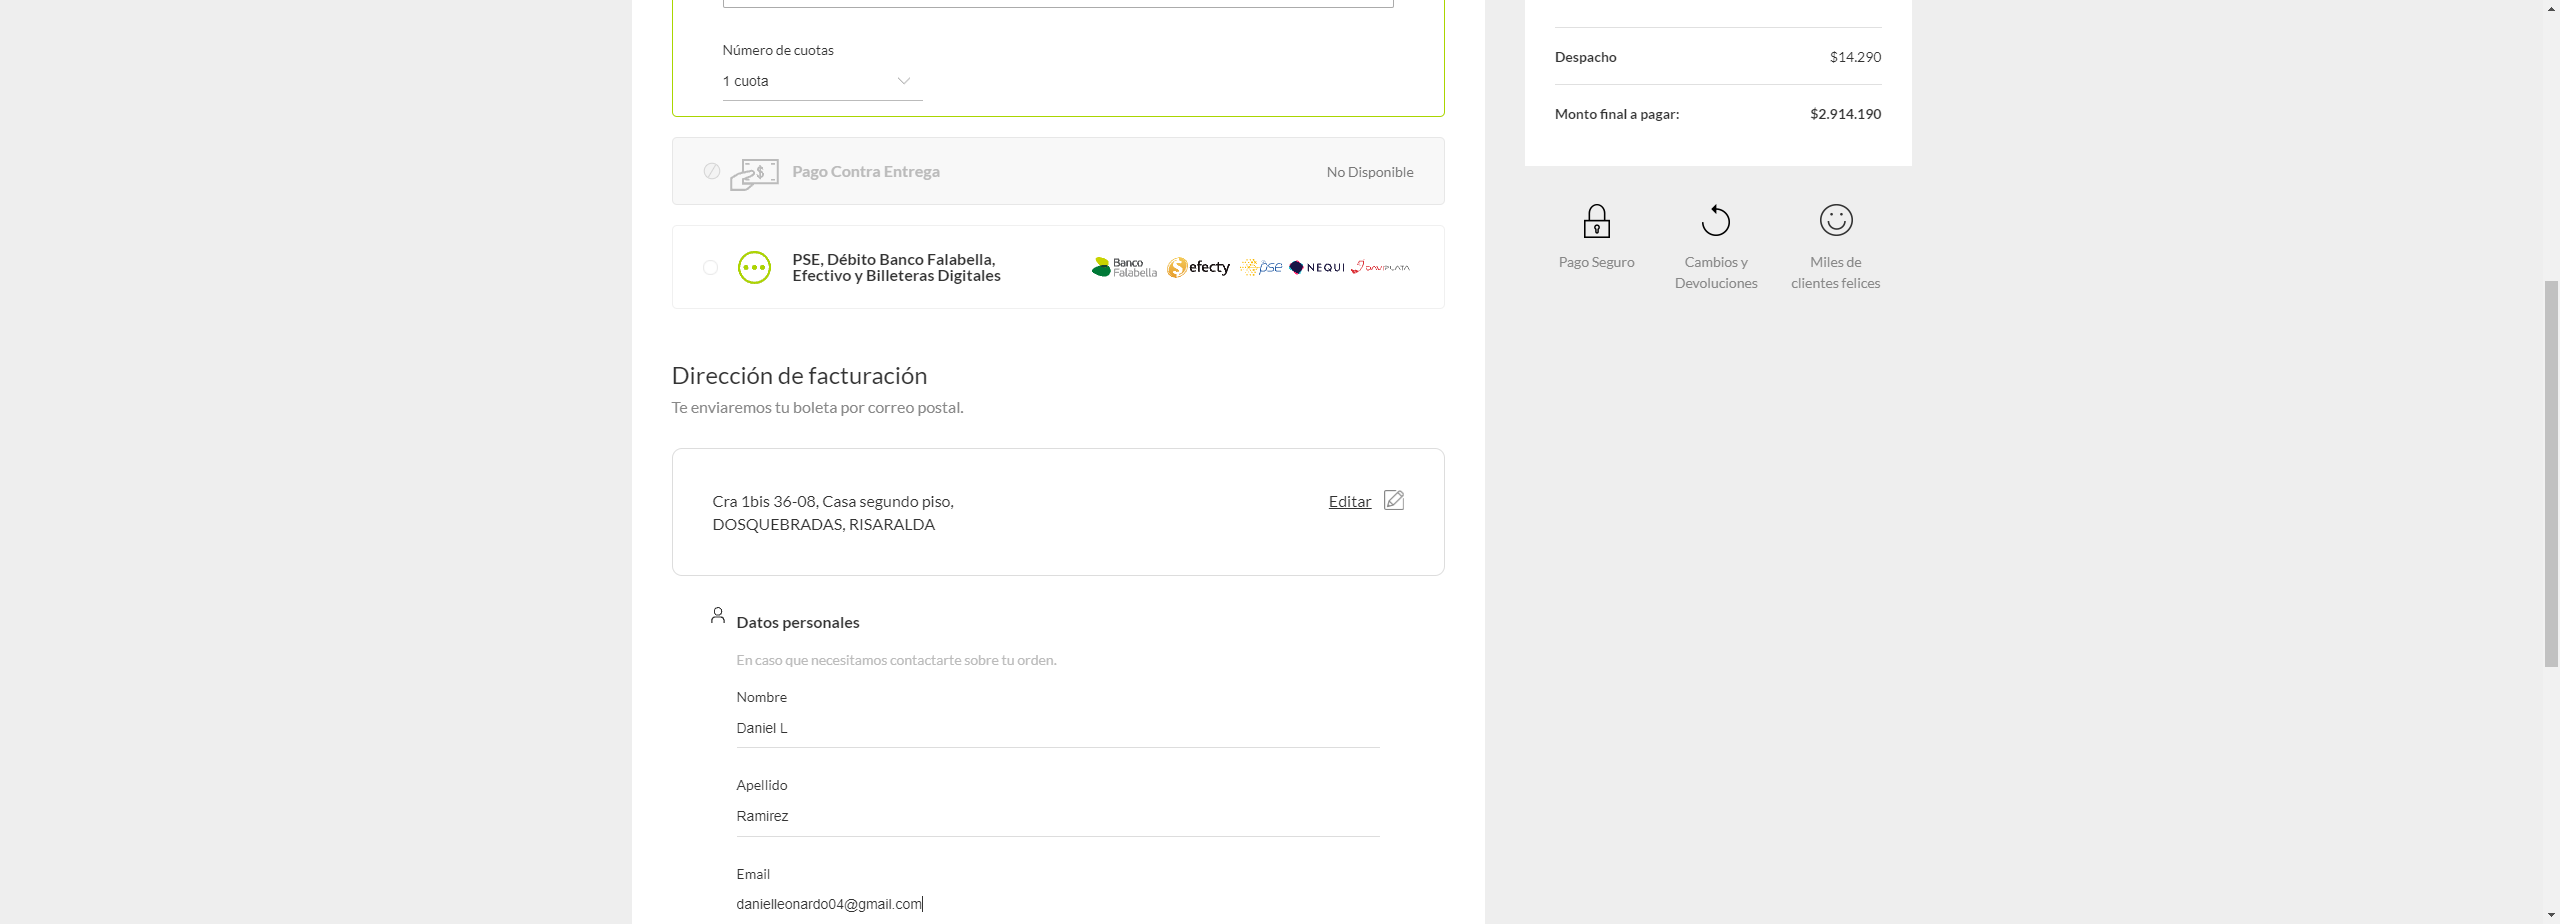 Número de cuotas
1 cuota
Pago Contra Entrega
No Disponible
PSE, Débito Banco Falabella,
Efectivo y Billeteras Digitales
Banco
Falabella
efecty
pse
NEQUI
DAVIPLATA
Dirección de facturación
Te enviaremos tu boleta por correo postal.
Cra 1bis 36-08, Casa segundo piso,
DOSQUEBRADAS, RISARALDA
Editar
Datos personales
En caso que necesitamos contactarte sobre tu orden.
Nombre
Daniel L
Apellido
Ramirez
Email
danielleonardo04@gmail.com
Despacho $14.290
Monto final a pagar: $2.914.190
Pago Seguro
Cambios y
Devoluciones
Miles de
clientes felices